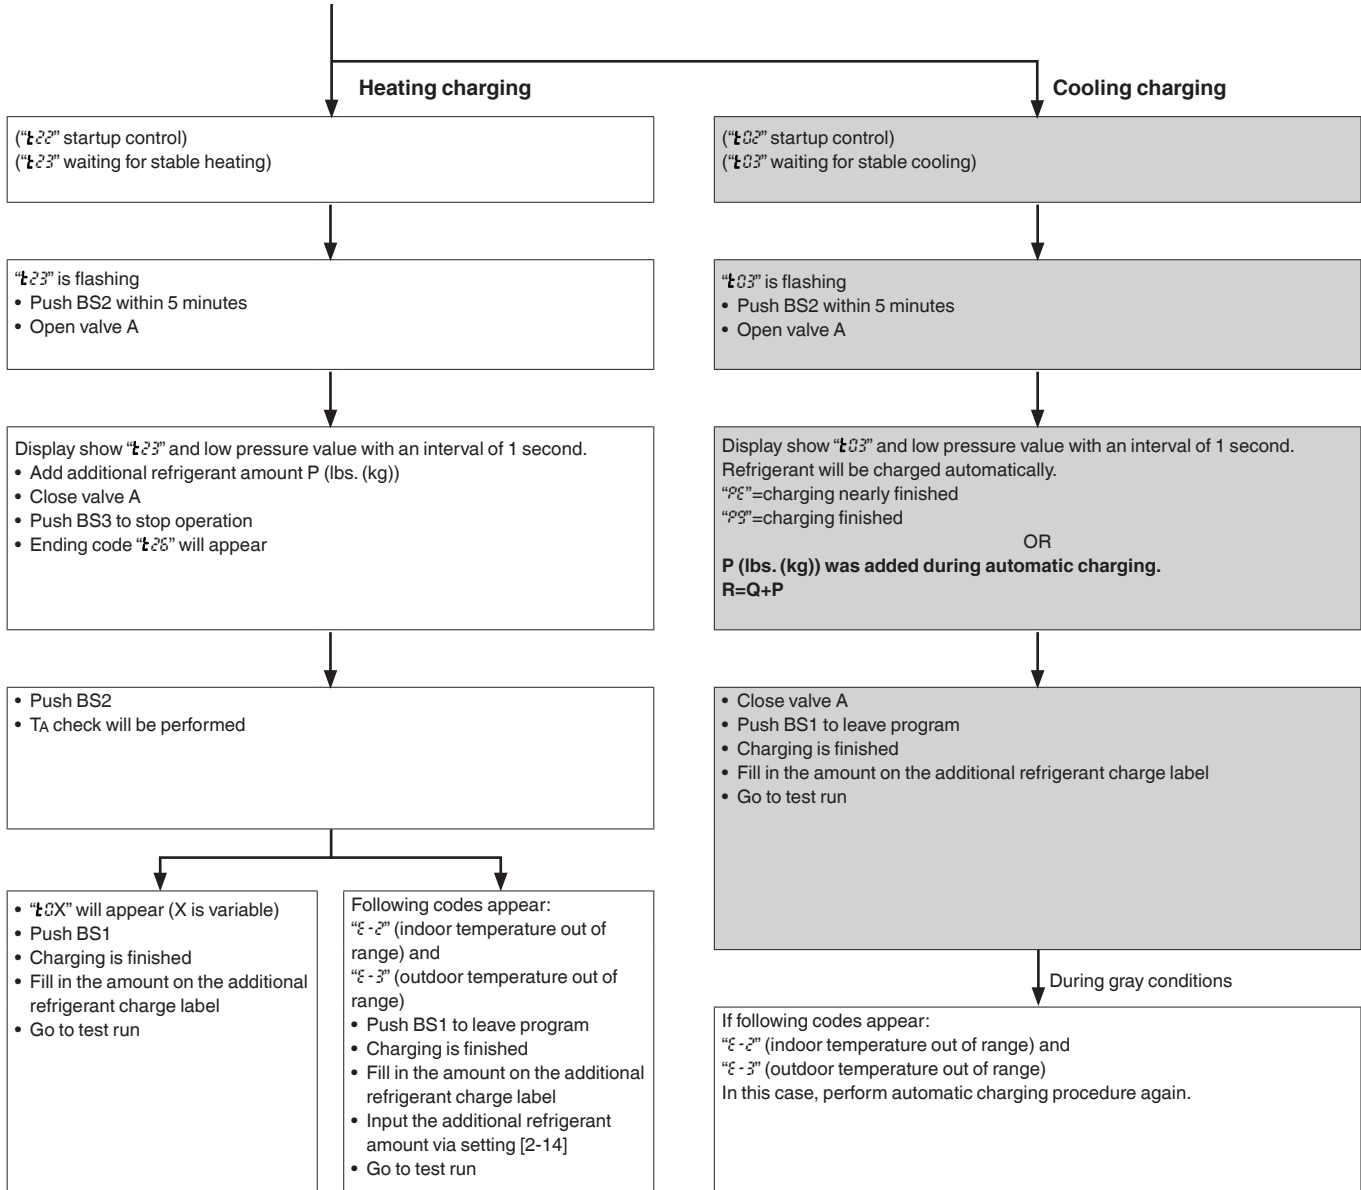 Heating charging
("t22" startup control)
("t23" waiting for stable heating)
"t23" is flashing
• Push BS2 within 5 minutes
• Open valve A
Display show "t23" and low pressure value with an interval of 1 second.
• Add additional refrigerant amount P (lbs. (kg))
• Close valve A
• Push BS3 to stop operation
• Ending code "t26" will appear
• Push BS2
• TA check will be performed
• "t0X" will appear (X is variable)
• Push BS1
• Charging is finished
• Fill in the amount on the additional
refrigerant charge label
• Go to test run
Following codes appear:
"E-2" (indoor temperature out of
range) and
"E-3" (outdoor temperature out of
range)
• Push BS1 to leave program
• Charging is finished
• Fill in the amount on the additional
refrigerant charge label
• Input the additional refrigerant
amount via setting [2-14]
• Go to test run
Cooling charging
("t02" startup control)
("t03" waiting for stable cooling)
"t03" is flashing
• Push BS2 within 5 minutes
• Open valve A
Display show "t03" and low pressure value with an interval of 1 second.
Refrigerant will be charged automatically.
"PE"=charging nearly finished
"P9"=charging finished
OR
P (lbs. (kg)) was added during automatic charging.
R=Q+P
• Close valve A
• Push BS1 to leave program
• Charging is finished
• Fill in the amount on the additional refrigerant charge label
• Go to test run
During gray conditions
If following codes appear:
"E-2" (indoor temperature out of range) and
"E-3" (outdoor temperature out of range)
In this case, perform automatic charging procedure again.